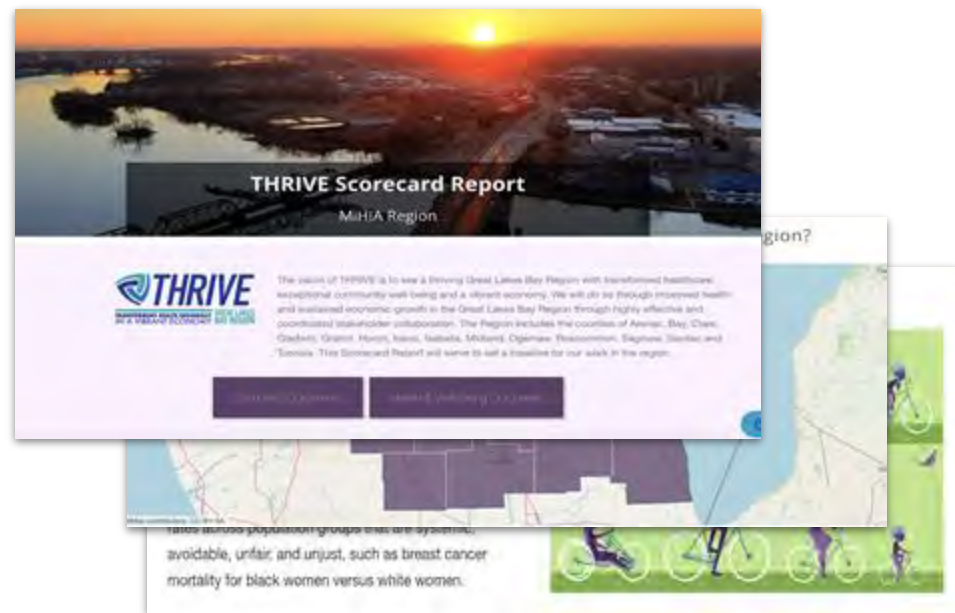 THRIVE Scorecard Report
MiHIA Region
gion?
THRIVE
IN A VIBRANT ECONOMY
The vision of THRIVE is to see a thriving Great Lakes Bay Region with transformed healthcare,
exceptional community well-being and a vibrant economy. We will do so through improved health
and sustained economic growth in the Great Lakes Bay Region through highly effective and
coordinated stakeholder collaboration. The Region includes the counties of Arenac, Bay, Clare,
Gladwin, Gratiot, Huron, Iosco, Isabella, Midland, Ogemaw, Roscommon, Saginaw, Sanilac and
Tuscola. This Scorecard Report will serve to set a baseline for our work in the region.
rates across population groups that are systemic,
avoidable, unfair, and unjust, such as breast cancer
mortality for black women versus white women.